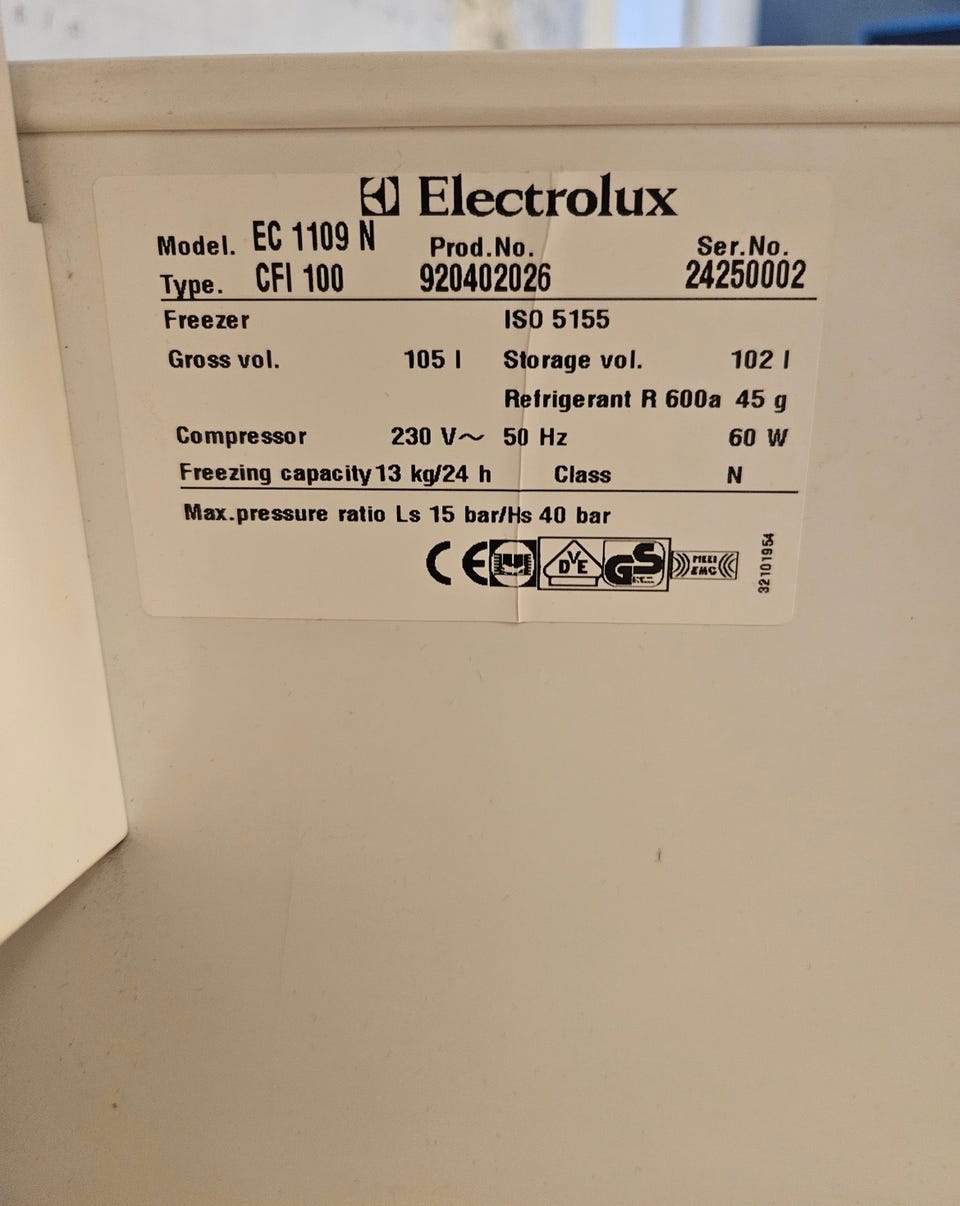 Electrolux
Model. EC 1109 N Prod.No. Ser.No.
Type. CFI 100 920402026 24250002
Freezer ISO 5155
Gross vol. 105 l Storage vol. 102 l
Refrigerant R 600a 45 g
Compressor 230 V~ 50 Hz 60 W
Freezing capacity 13 kg/24 h Class N
Max.pressure ratio Ls 15 bar/Hs 40 bar
CE DVE GS EMC
32101954